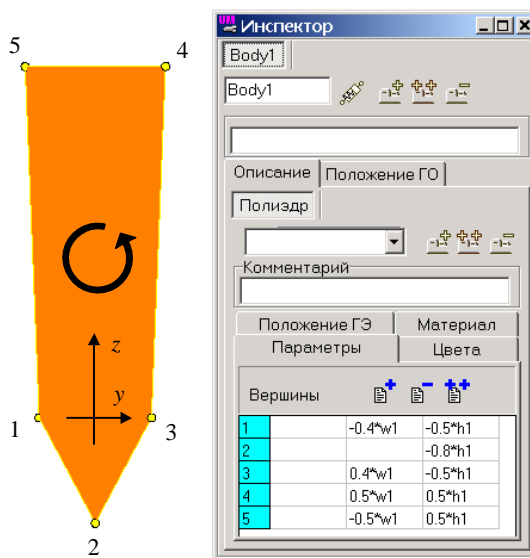 5
4
z
y
1
3
2
UM
Инспектор
Body1
Body1
Описание
Положение ГО
Полиэдр
Комментарий
Положение ГЭ
Материал
Параметры
Цвета
Вершины
1 -0.4*w1 -0.5*h1
2 -0.8*h1
3 0.4*w1 -0.5*h1
4 0.5*w1 0.5*h1
5 -0.5*w1 0.5*h1